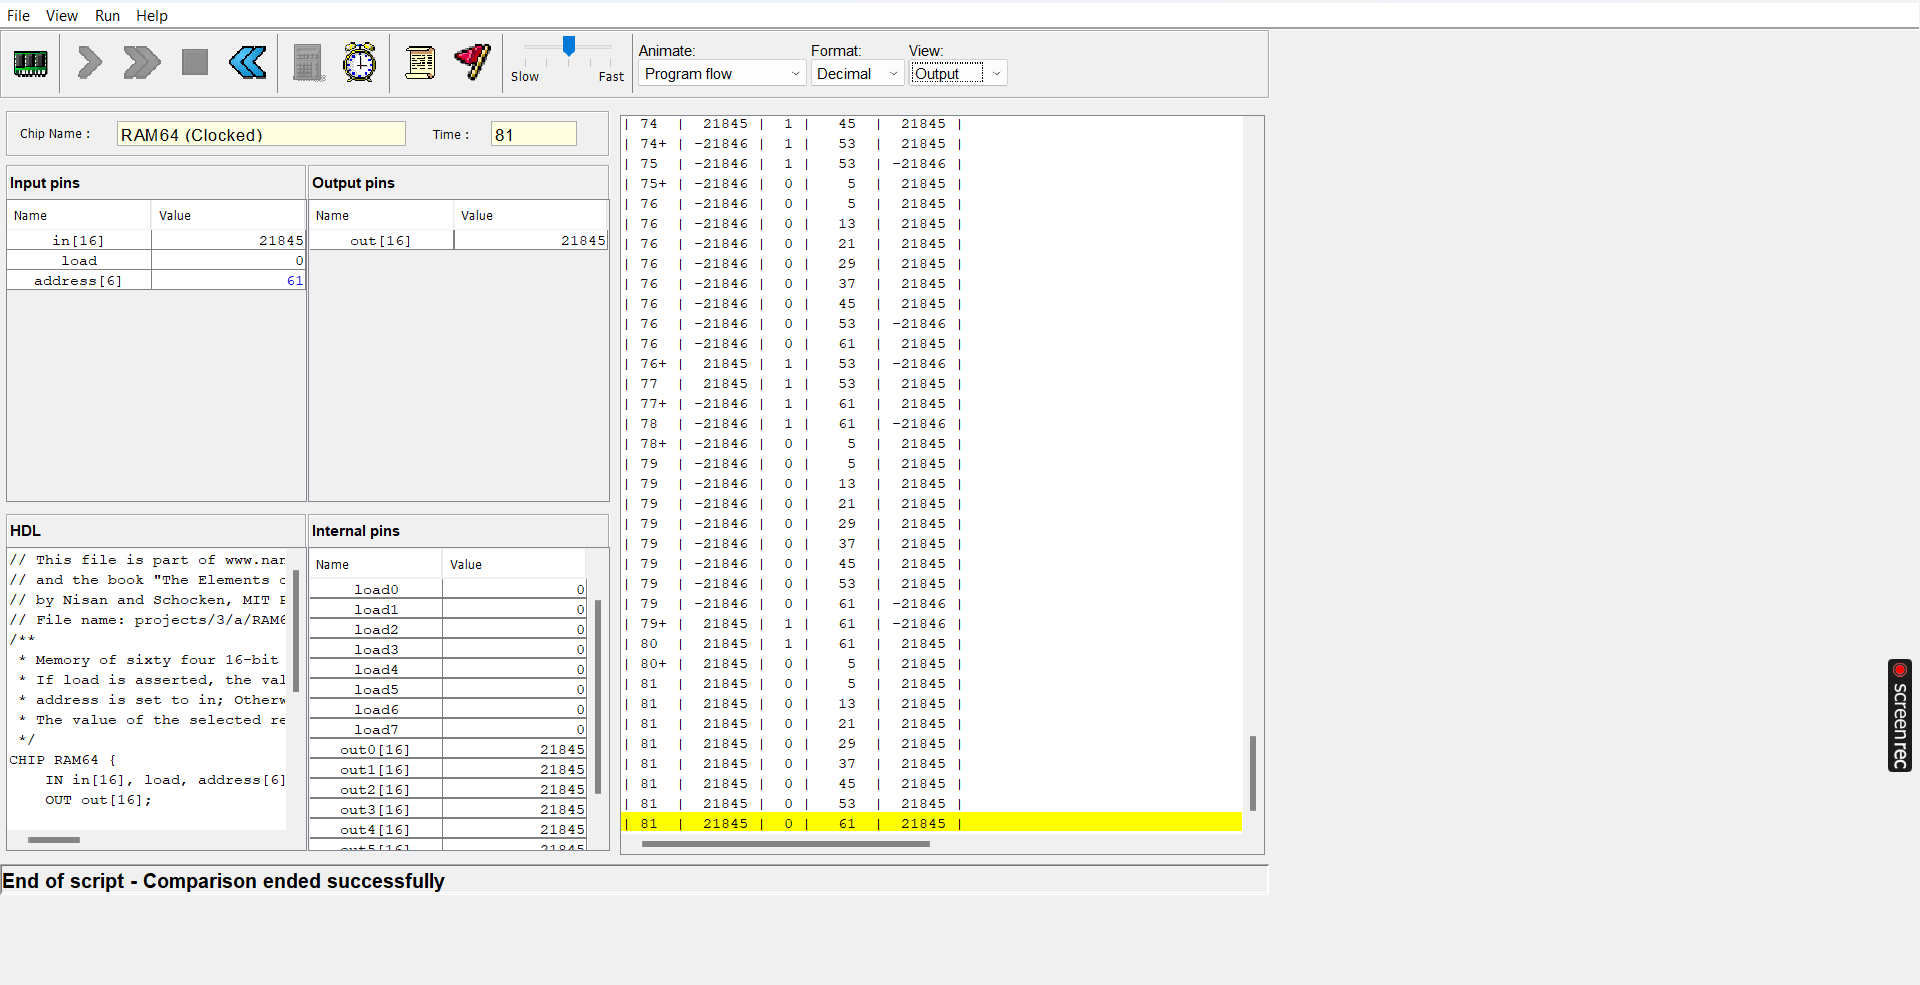 File View Run Help
Animate: Format: View:
Slow Fast Program flow Decimal Output
Chip Name : RAM64 (Clocked) Time : 81
Input pins
Name Value
in[16] 21845
load 0
address[6] 61
Output pins
Name Value
out[16] 21845
HDL
// This file is part of www.nan
// and the book "The Elements o
// by Nisan and Schocken, MIT P
// File name: projects/3/a/RAM6
/**
* Memory of sixty four 16-bit
* If load is asserted, the val
* address is set to in; Otherw
* The value of the selected re
*/
CHIP RAM64 {
IN in[16], load, address[6]
OUT out[16];
Internal pins
Name Value
load0 0
load1 0
load2 0
load3 0
load4 0
load5 0
load6 0
load7 0
out0[16] 21845
out1[16] 21845
out2[16] 21845
out3[16] 21845
out4[16] 21845
out5[16] 21845
| 74 | 21845 | 1 | 45 | 21845 |
| 74+ | -21846 | 1 | 53 | 21845 |
| 75 | -21846 | 1 | 53 | -21846 |
| 75+ | -21846 | 0 | 5 | 21845 |
| 76 | -21846 | 0 | 5 | 21845 |
| 76 | -21846 | 0 | 13 | 21845 |
| 76 | -21846 | 0 | 21 | 21845 |
| 76 | -21846 | 0 | 29 | 21845 |
| 76 | -21846 | 0 | 37 | 21845 |
| 76 | -21846 | 0 | 45 | 21845 |
| 76 | -21846 | 0 | 53 | -21846 |
| 76 | -21846 | 0 | 61 | 21845 |
| 76+ | 21845 | 1 | 53 | -21846 |
| 77 | 21845 | 1 | 53 | 21845 |
| 77+ | -21846 | 1 | 61 | 21845 |
| 78 | -21846 | 1 | 61 | -21846 |
| 78+ | -21846 | 0 | 5 | 21845 |
| 79 | -21846 | 0 | 5 | 21845 |
| 79 | -21846 | 0 | 13 | 21845 |
| 79 | -21846 | 0 | 21 | 21845 |
| 79 | -21846 | 0 | 29 | 21845 |
| 79 | -21846 | 0 | 37 | 21845 |
| 79 | -21846 | 0 | 45 | 21845 |
| 79 | -21846 | 0 | 53 | 21845 |
| 79 | -21846 | 0 | 61 | -21846 |
| 79+ | 21845 | 1 | 61 | -21846 |
| 80 | 21845 | 1 | 61 | 21845 |
| 80+ | 21845 | 0 | 5 | 21845 |
| 81 | 21845 | 0 | 5 | 21845 |
| 81 | 21845 | 0 | 13 | 21845 |
| 81 | 21845 | 0 | 21 | 21845 |
| 81 | 21845 | 0 | 29 | 21845 |
| 81 | 21845 | 0 | 37 | 21845 |
| 81 | 21845 | 0 | 45 | 21845 |
| 81 | 21845 | 0 | 53 | 21845 |
| 81 | 21845 | 0 | 61 | 21845 |
End of script - Comparison ended successfully
screenrec